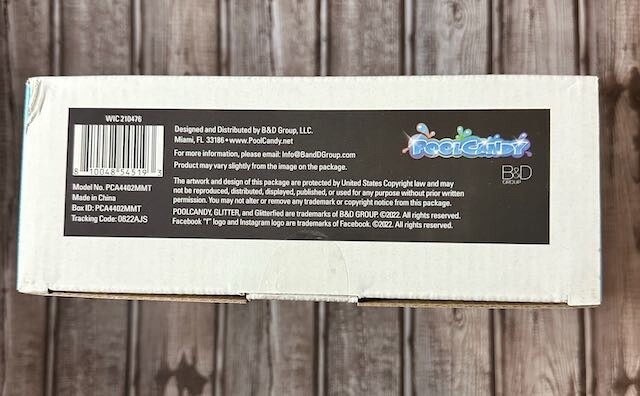 WIC 210476
8 10048 54519 3
Model No. PCA4402MMT
Made in China
Box ID: PCA4402MMT
Tracking Code: 0822AJS
Designed and Distributed by B&D Group, LLC.
Miami, FL 33186 • www.PoolCandy.net
For more information, please email: Info@BandDGroup.com
Product may vary slightly from the image on the package.
The artwork and design of this package are protected by United States Copyright law and may
not be reproduced, distributed, displayed, published, or used for any purpose without prior written
permission. You may not alter or remove any trademark or copyright notice from this package.
POOLCANDY, GLITTER, and Glitterfied are trademarks of B&D GROUP. ©2022. All rights reserved.
Facebook "f" logo and Instagram logo are trademarks of Facebook. ©2022. All rights reserved.
POOLCANDY
B&D
GROUP